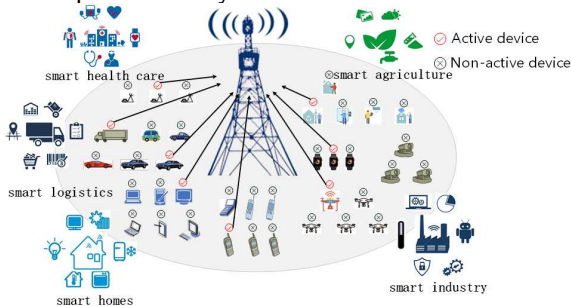 Active device
Non-active device
smart health care
smart agriculture
smart logistics
smart homes
smart industry